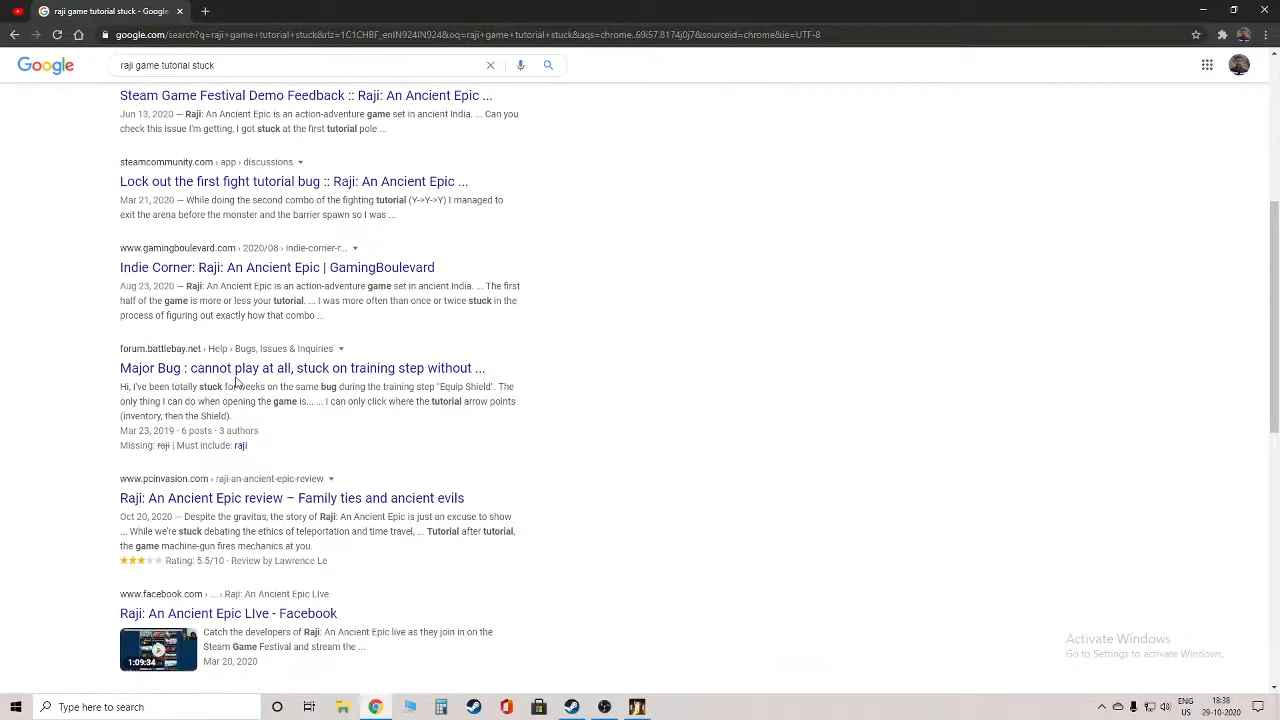 raji game tutorial stuck - Google
google.com/search?q=raji+game+tutorial+stuck&rlz=1C1CHBF_enIN924IN924&oq=raji+game+tutorial+stuck&aqs=chrome..69i57.8174j0j7&sourceid=chrome&ie=UTF-8
Google
raji game tutorial stuck
Steam Game Festival Demo Feedback :: Raji: An Ancient Epic ...
Jun 13, 2020 — Raji: An Ancient Epic is an action-adventure game set in ancient India. ... Can you
check this issue I'm getting, I got stuck at the first tutorial pole ...
steamcommunity.com › app › discussions
Lock out the first fight tutorial bug :: Raji: An Ancient Epic ...
Mar 21, 2020 — While doing the second combo of the fighting tutorial (Y->Y->Y) I managed to
exit the arena before the monster and the barrier spawn so I was ...
www.gamingboulevard.com › 2020/08 › indie-corner-r...
Indie Corner: Raji: An Ancient Epic | GamingBoulevard
Aug 23, 2020 — Raji: An Ancient Epic is an action-adventure game set in ancient India. ... The first
half of the game is more or less your tutorial. ... I was more often than once or twice stuck in the
process of figuring out exactly how that combo ...
forum.battlebay.net › Help › Bugs, Issues & Inquiries
Major Bug : cannot play at all, stuck on training step without ...
Hi, I've been totally stuck for weeks on the same bug during the training step "Equip Shield". The
only thing I can do when opening the game is... ... I can only click where the tutorial arrow points
(inventory, then the Shield).
Mar 23, 2019 · 6 posts · 3 authors
Missing: raji | Must include: raji
www.pcinvasion.com › raji-an-ancient-epic-review
Raji: An Ancient Epic review – Family ties and ancient evils
Oct 20, 2020 — Despite the gravitas, the story of Raji: An Ancient Epic is just an excuse to show
... While we're stuck debating the ethics of teleportation and time travel, ... Tutorial after tutorial,
the game machine-gun fires mechanics at you.
Rating: 5.5/10 · Review by Lawrence Le
www.facebook.com › ... › Raji: An Ancient Epic LIve
Raji: An Ancient Epic LIve - Facebook
Catch the developers of Raji: An Ancient Epic live as they join in on the
Steam Game Festival and stream the ...
1:09:34
Mar 20, 2020
Activate Windows
Go to Settings to activate Windows.
Type here to search
ENG
US
18:38
29-10-2020